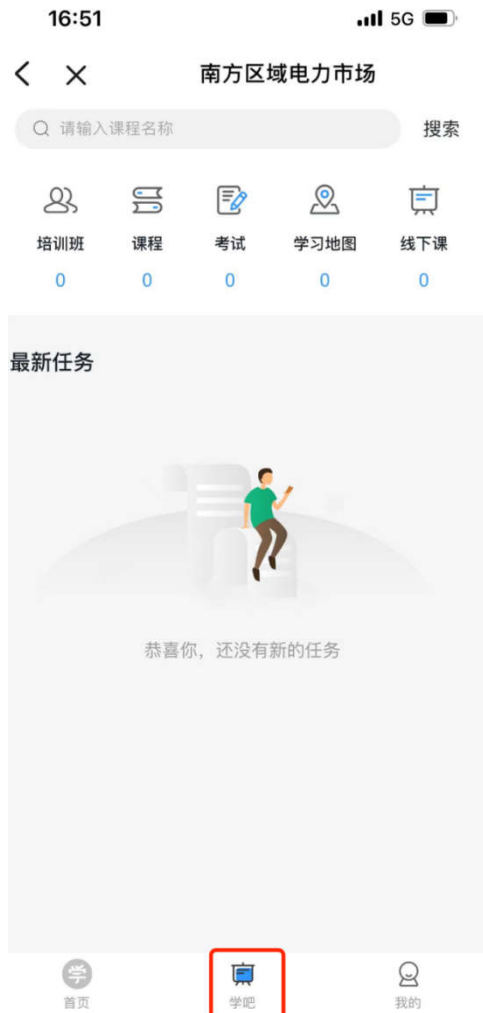 16:51 5G
南方区域电力市场
请输入课程名称 搜索
培训班 课程 考试 学习地图 线下课
0 0 0 0 0
最新任务
恭喜你，还没有新的任务
学
首页 学吧 我的